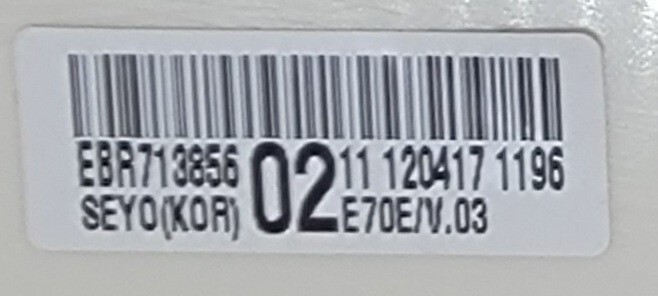 EBR713856 02 11 120417 1196
SEYO(KOR) E70E/V.03